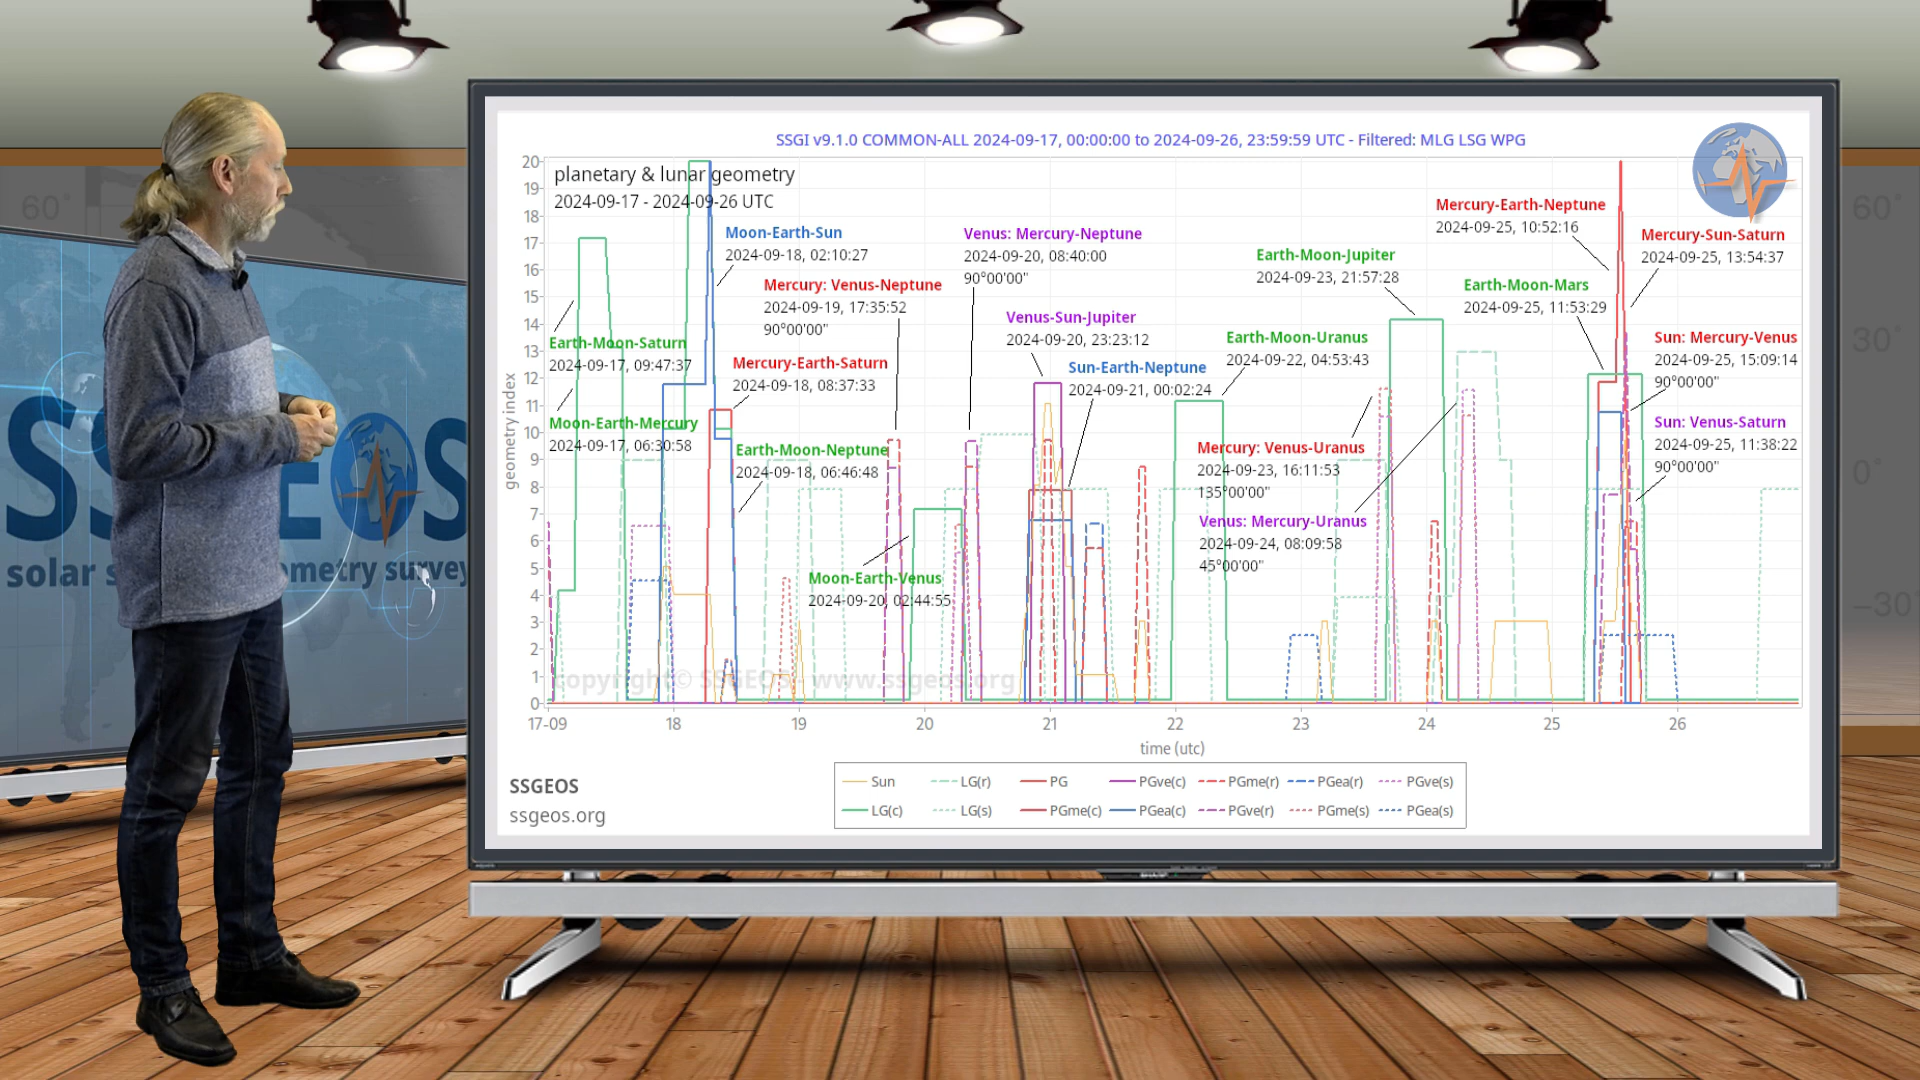 SSGI v9.1.0 COMMON-ALL 2024-09-17, 00:00:00 to 2024-09-26, 23:59:59 UTC - Filtered: MLG LSG WPG
planetary & lunar geometry
2024-09-17 - 2024-09-26 UTC
Moon-Earth-Sun
2024-09-18, 02:10:27
Mercury: Venus-Neptune
2024-09-19, 17:35:52
90°00'00"
Venus: Mercury-Neptune
2024-09-20, 08:40:00
90°00'00"
Earth-Moon-Saturn
2024-09-17, 09:47:37
Moon-Earth-Mercury
2024-09-17, 06:30:58
Mercury-Earth-Saturn
2024-09-18, 08:37:33
Earth-Moon-Neptune
2024-09-18, 06:46:48
Moon-Earth-Venus
2024-09-20, 02:44:55
Venus-Sun-Jupiter
2024-09-20, 23:23:12
Sun-Earth-Neptune
2024-09-21, 00:02:24
Earth-Moon-Jupiter
2024-09-23, 21:57:28
Earth-Moon-Uranus
2024-09-22, 04:53:43
Mercury: Venus-Uranus
2024-09-23, 16:11:53
135°00'00"
Venus: Mercury-Uranus
2024-09-24, 08:09:58
45°00'00"
Mercury-Earth-Neptune
2024-09-25, 10:52:16
Mercury-Sun-Saturn
2024-09-25, 13:54:37
Earth-Moon-Mars
2024-09-25, 11:53:29
Sun: Mercury-Venus
2024-09-25, 15:09:14
90°00'00"
Sun: Venus-Saturn
2024-09-25, 11:38:22
90°00'00"
geometry index
20
19
18
17
16
15
14
13
12
11
10
9
8
7
6
5
4
3
2
1
0
copyright© SSGEOS - www.ssgeos.org
17-09
18
19
20
21
22
23
24
25
26
time (utc)
SSGEOS
ssgeos.org
Sun
LG(r)
PG
PGve(c)
PGme(r)
PGea(r)
PGve(s)
LG(c)
LG(s)
PGme(c)
PGea(c)
PGve(r)
PGme(s)
PGea(s)
60°
60°
30°
0°
−30°